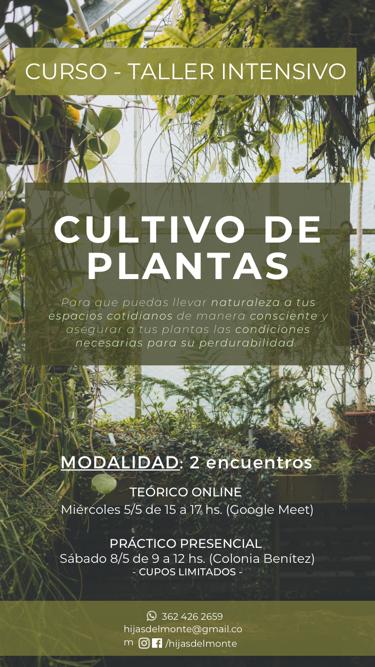 CURSO - TALLER INTENSIVO
CULTIVO DE
PLANTAS
Para que puedas llevar naturaleza a tus
espacios cotidianos de manera consciente y
asegurar a tus plantas las condiciones
necesarias para su perdurabilidad
MODALIDAD: 2 encuentros
TEÓRICO ONLINE
Miércoles 5/5 de 15 a 17 hs. (Google Meet)
PRÁCTICO PRESENCIAL
Sábado 8/5 de 9 a 12 hs. (Colonia Benítez)
- CUPOS LIMITADOS -
362 426 2659
hijasdelmonte@gmail.co
m /hijasdelmonte